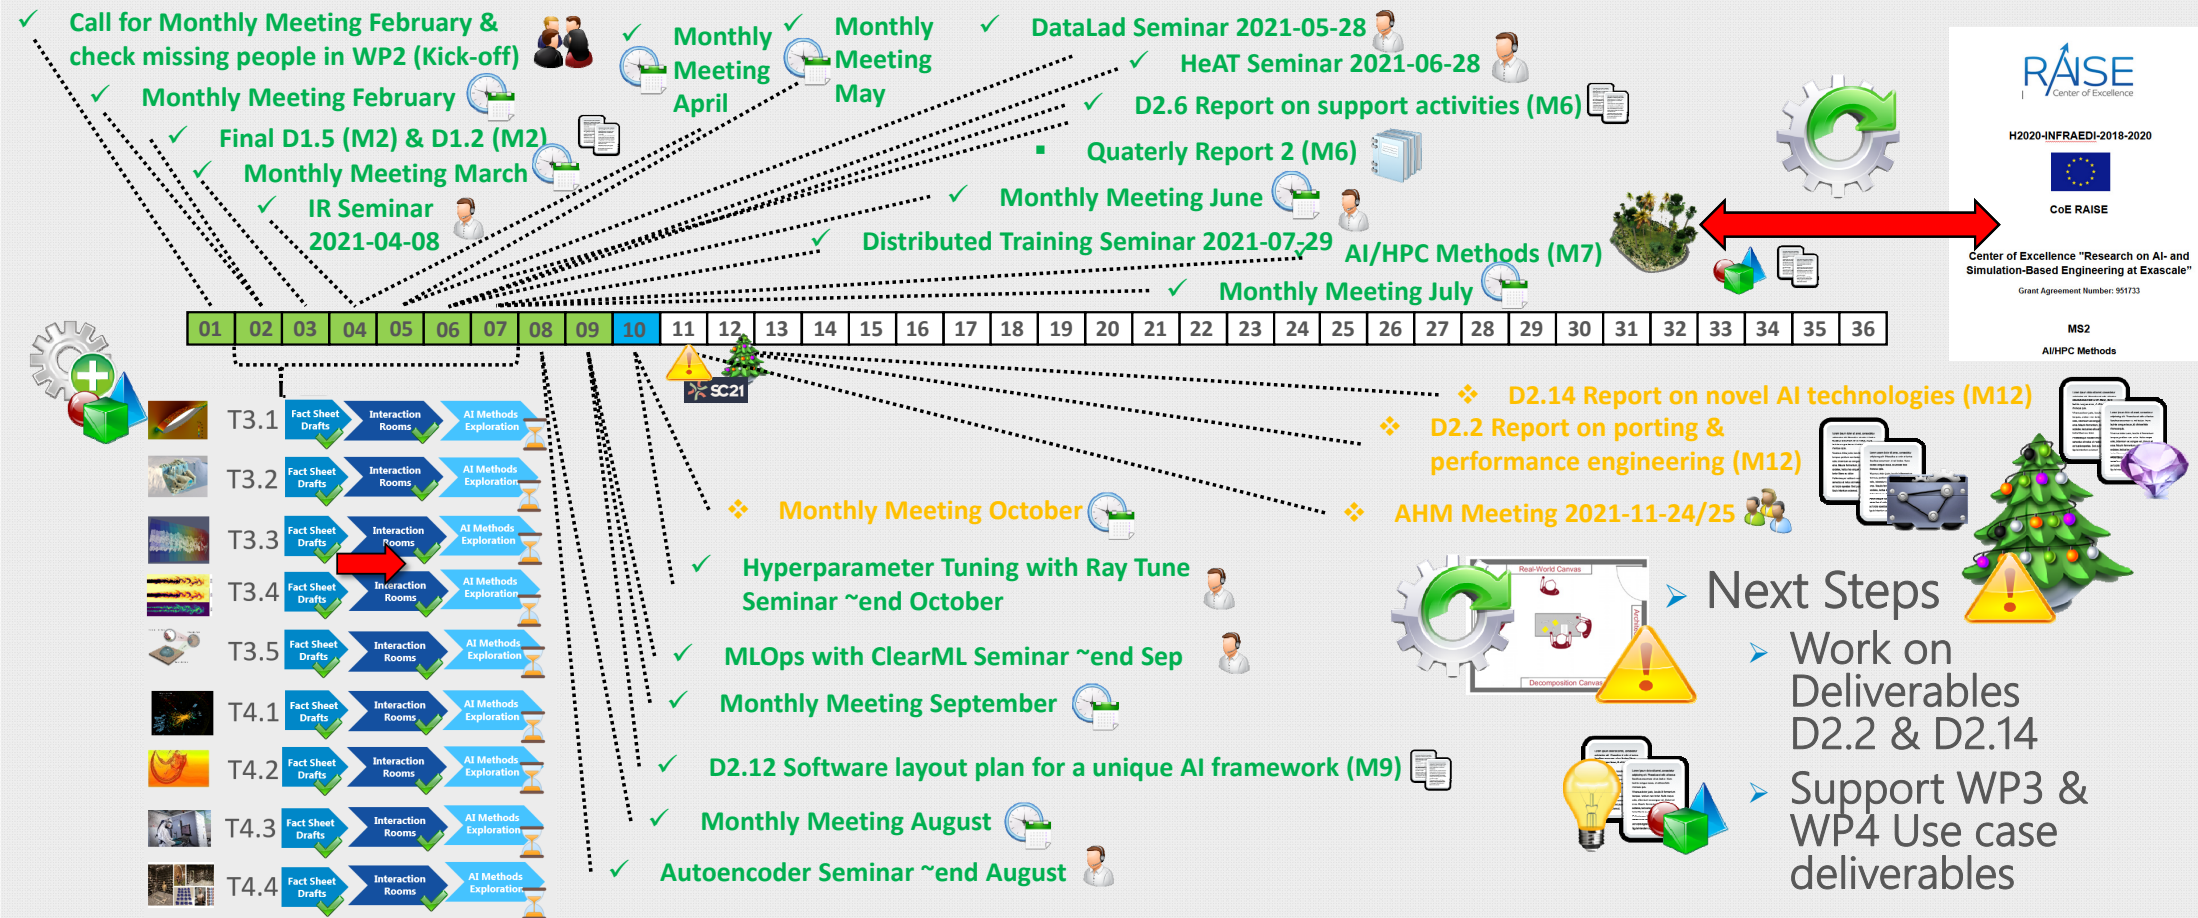 Call for Monthly Meeting February &
check missing people in WP2 (Kick-off)
Monthly Meeting February
Final D1.5 (M2) & D1.2 (M2)
Monthly Meeting March
IR Seminar
2021-04-08
Monthly
Meeting
April
Monthly
Meeting
May
DataLad Seminar 2021-05-28
HeAT Seminar 2021-06-28
D2.6 Report on support activities (M6)
Quaterly Report 2 (M6)
Monthly Meeting June
Distributed Training Seminar 2021-07-29
AI/HPC Methods (M7)
Monthly Meeting July
RAISE
Center of Excellence
H2020-INFRAEDI-2018-2020
CoE RAISE
Center of Excellence "Research on AI- and
Simulation-Based Engineering at Exascale"
Grant Agreement Number: 951733
MS2
AI/HPC Methods
01 02 03 04 05 06 07 08 09 10 11 12 13 14 15 16 17 18 19 20 21 22 23 24 25 26 27 28 29 30 31 32 33 34 35 36
SC21
T3.1 Fact Sheet Drafts Interaction Rooms AI Methods Exploration
T3.2 Fact Sheet Drafts Interaction Rooms AI Methods Exploration
T3.3 Fact Sheet Drafts Interaction Rooms AI Methods Exploration
T3.4 Fact Sheet Drafts Interaction Rooms AI Methods Exploration
T3.5 Fact Sheet Drafts Interaction Rooms AI Methods Exploration
T4.1 Fact Sheet Drafts Interaction Rooms AI Methods Exploration
T4.2 Fact Sheet Drafts Interaction Rooms AI Methods Exploration
T4.3 Fact Sheet Drafts Interaction Rooms AI Methods Exploration
T4.4 Fact Sheet Drafts Interaction Rooms AI Methods Exploration
D2.14 Report on novel AI technologies (M12)
D2.2 Report on porting &
performance engineering (M12)
AHM Meeting 2021-11-24/25
Monthly Meeting October
Hyperparameter Tuning with Ray Tune
Seminar ~end October
MLOps with ClearML Seminar ~end Sep
Monthly Meeting September
D2.12 Software layout plan for a unique AI framework (M9)
Monthly Meeting August
Autoencoder Seminar ~end August
Real-World Canvas
Decomposition Canvas
Next Steps
Work on
Deliverables
D2.2 & D2.14
Support WP3 &
WP4 Use case
deliverables